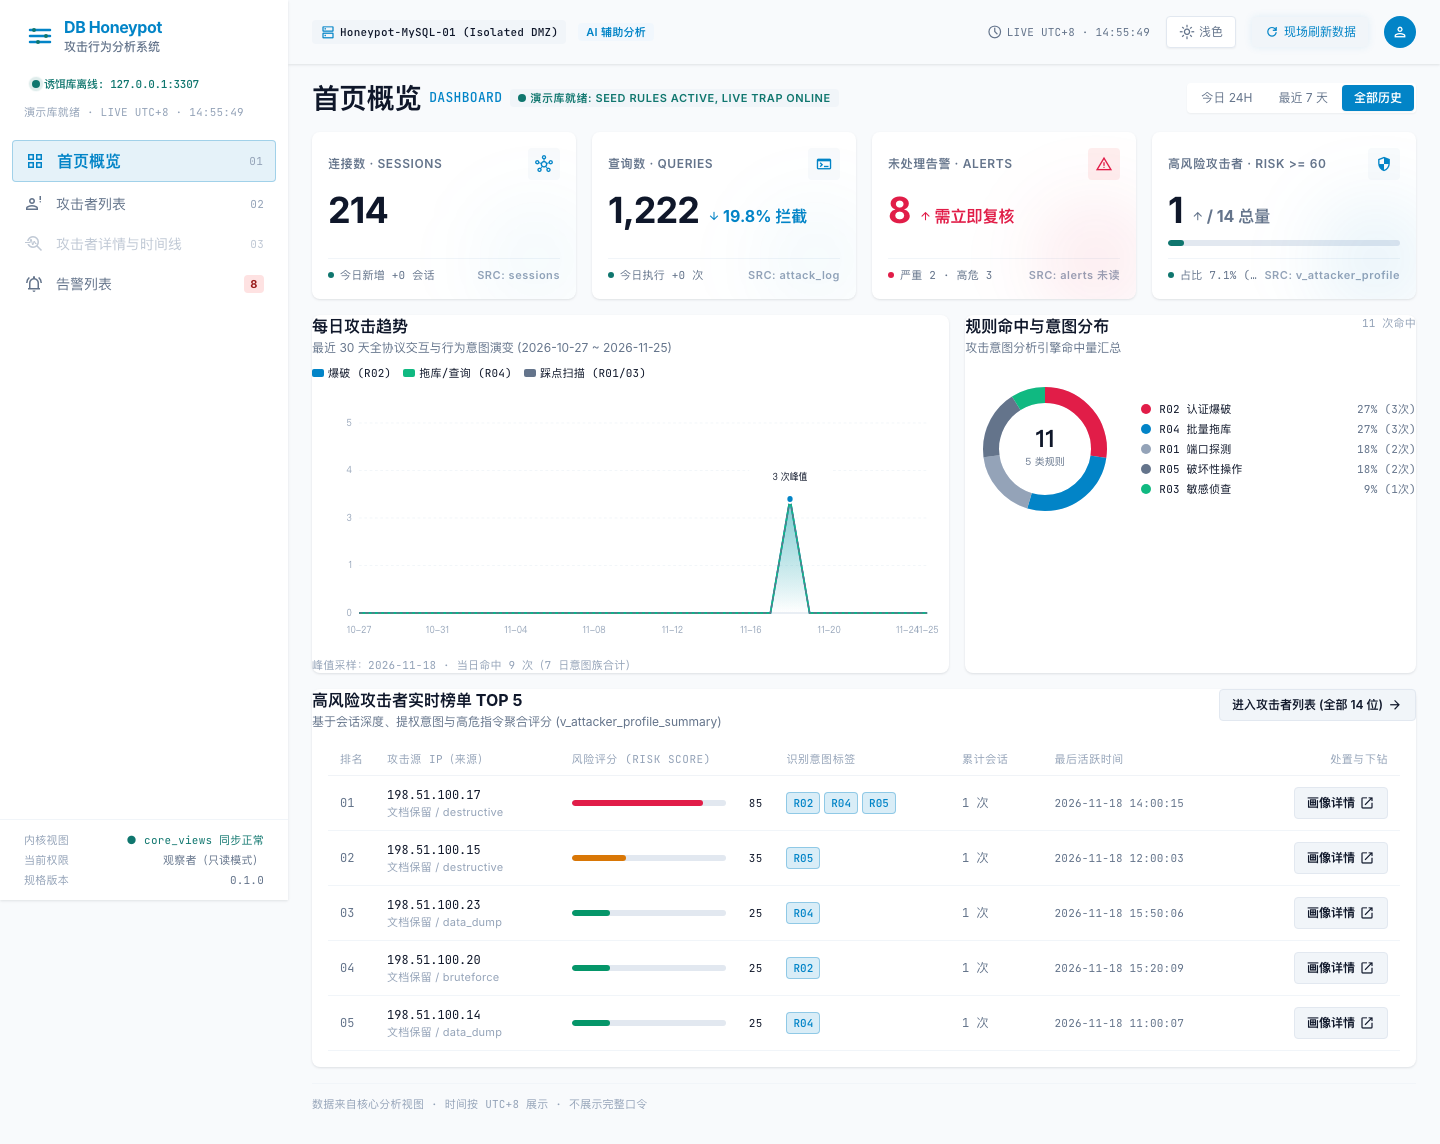 DB Honeypot
攻击行为分析系统
诱饵库离线: 127.0.0.1:3307
演示库就绪 · LIVE UTC+8 · 14:55:49
首页概览 01
攻击者列表 02
攻击者详情与时间线 03
告警列表 8
内核视图 core_views 同步正常
当前权限 观察者 (只读模式)
规格版本 0.1.0
Honeypot-MySQL-01 (Isolated DMZ) AI 辅助分析
LIVE UTC+8 · 14:55:49 浅色 现场刷新数据
首页概览 DASHBOARD 演示库就绪: SEED RULES ACTIVE, LIVE TRAP ONLINE
今日 24H 最近 7 天 全部历史
连接数 · SESSIONS
214
今日新增 +0 会话 SRC: sessions
查询数 · QUERIES
1,222 ↓ 19.8% 拦截
今日执行 +0 次 SRC: attack_log
未处理告警 · ALERTS
8 ↑ 需立即复核
严重 2 · 高危 3 SRC: alerts 未读
高风险攻击者 · RISK >= 60
1 ↑ / 14 总量
占比 7.1% (… SRC: v_attacker_profile
每日攻击趋势
最近 30 天全协议交互与行为意图演变 (2026-10-27 ~ 2026-11-25)
爆破 (R02) 拖库/查询 (R04) 踩点扫描 (R01/03)
5
4
3
1
0
3 次峰值
10-27 10-31 11-04 11-08 11-12 11-16 11-20 11-24 11-25
峰值采样: 2026-11-18 · 当日命中 9 次 (7 日意图族合计)
规则命中与意图分布 11 次命中
攻击意图分析引擎命中量汇总
11
5 类规则
R02 认证爆破 27% (3次)
R04 批量拖库 27% (3次)
R01 端口探测 18% (2次)
R05 破坏性操作 18% (2次)
R03 敏感侦查 9% (1次)
高风险攻击者实时榜单 TOP 5
基于会话深度、提权意图与高危指令聚合评分 (v_attacker_profile_summary)
进入攻击者列表 (全部 14 位) →
排名 攻击源 IP (来源) 风险评分 (RISK SCORE) 识别意图标签 累计会话 最后活跃时间 处置与下钻
01 198.51.100.17 85 R02 R04 R05 1 次 2026-11-18 14:00:15 画像详情
文档保留 / destructive
02 198.51.100.15 35 R05 1 次 2026-11-18 12:00:03 画像详情
文档保留 / destructive
03 198.51.100.23 25 R04 1 次 2026-11-18 15:50:06 画像详情
文档保留 / data_dump
04 198.51.100.20 25 R02 1 次 2026-11-18 15:20:09 画像详情
文档保留 / bruteforce
05 198.51.100.14 25 R04 1 次 2026-11-18 11:00:07 画像详情
文档保留 / data_dump
数据来自核心分析视图 · 时间按 UTC+8 展示 · 不展示完整口令